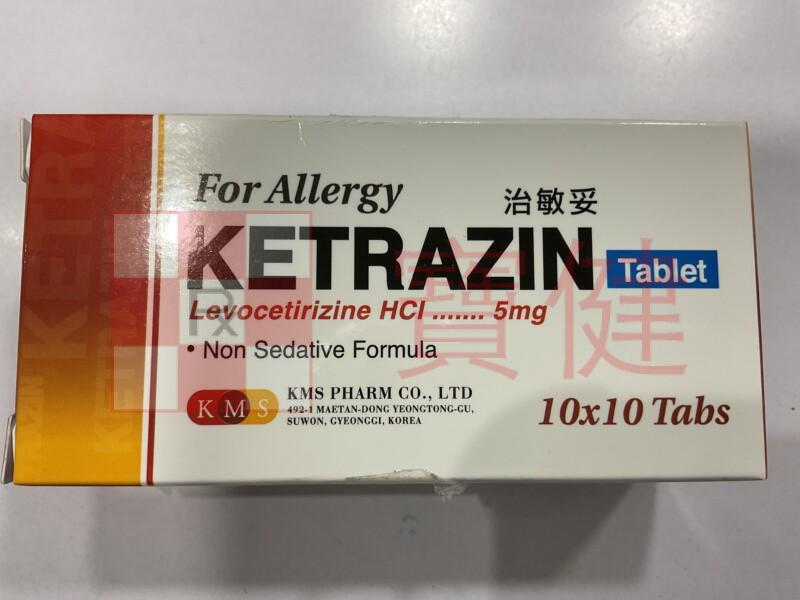 For Allergy
治敏妥
KETRAZIN Tablet
Levocetirizine HCl ....... 5mg
• Non Sedative Formula
KMS
KMS PHARM CO., LTD
492-1 MAETAN-DONG YEONGTONG-GU,
SUWON, GYEONGGI, KOREA
10x10 Tabs
Rx
寶健
KETRA
KETRAZIN